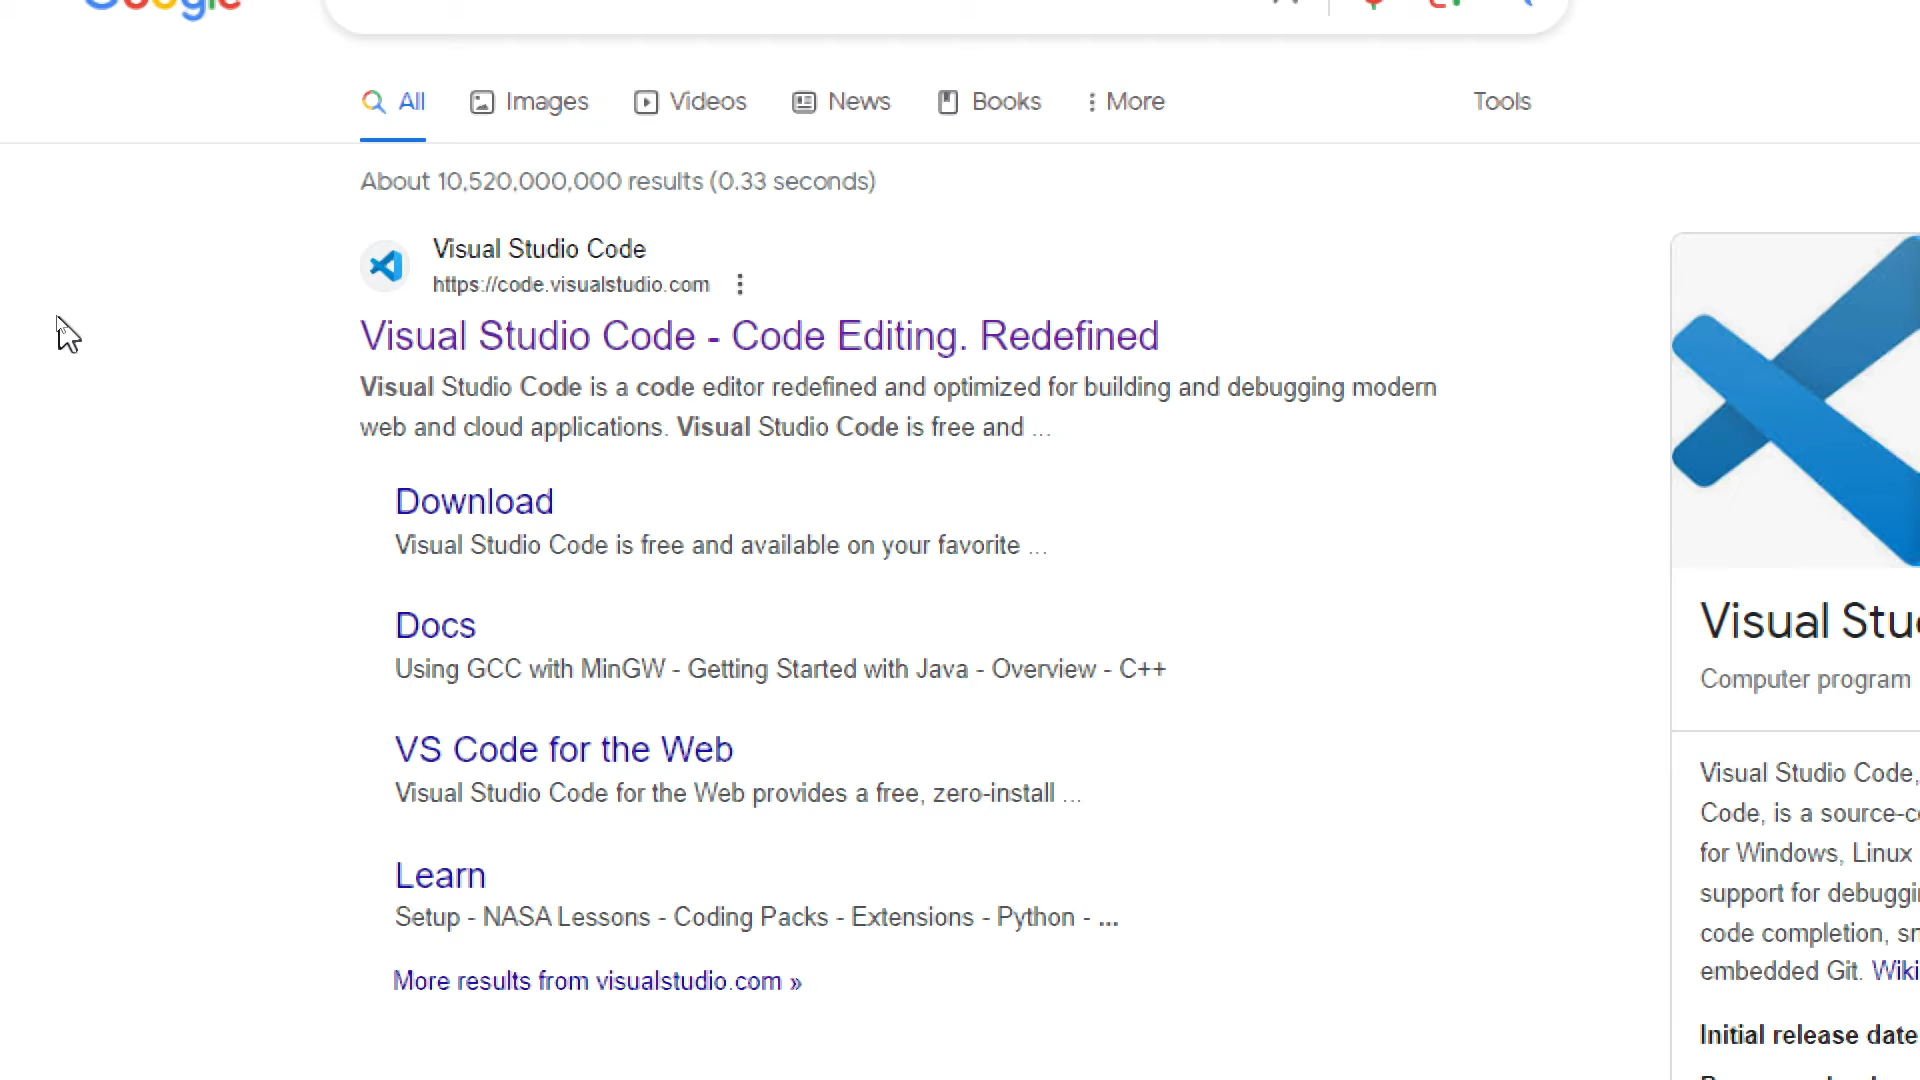 Google
All Images Videos News Books More Tools
About 10,520,000,000 results (0.33 seconds)
Visual Studio Code
https://code.visualstudio.com
Visual Studio Code - Code Editing. Redefined
Visual Studio Code is a code editor redefined and optimized for building and debugging modern
web and cloud applications. Visual Studio Code is free and ...
Download
Visual Studio Code is free and available on your favorite ...
Docs
Using GCC with MinGW - Getting Started with Java - Overview - C++
VS Code for the Web
Visual Studio Code for the Web provides a free, zero-install ...
Learn
Setup - NASA Lessons - Coding Packs - Extensions - Python - ...
More results from visualstudio.com »
Visual Stu
Computer program
Visual Studio Code,
Code, is a source-c
for Windows, Linux
support for debuggi
code completion, sn
embedded Git. Wiki
Initial release date